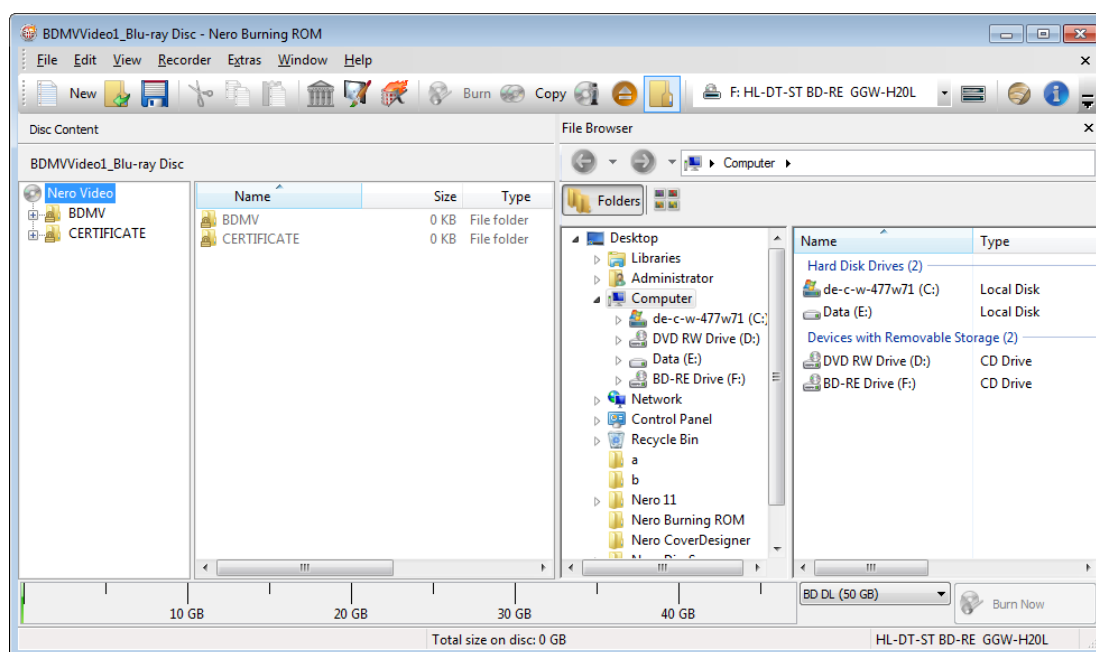 BDMVVideo1_Blu-ray Disc - Nero Burning ROM
File Edit View Recorder Extras Window Help
New Burn Copy F: HL-DT-ST BD-RE GGW-H20L
Disc Content
BDMVVideo1_Blu-ray Disc
Nero Video
BDMV
CERTIFICATE
Name Size Type
BDMV 0 KB File folder
CERTIFICATE 0 KB File folder
File Browser
Computer
Folders
Desktop
Libraries
Administrator
Computer
de-c-w-477w71 (C:)
DVD RW Drive (D:)
Data (E:)
BD-RE Drive (F:)
Network
Control Panel
Recycle Bin
a
b
Nero 11
Nero Burning ROM
Nero CoverDesigner
Name Type
Hard Disk Drives (2)
de-c-w-477w71 (C:) Local Disk
Data (E:) Local Disk
Devices with Removable Storage (2)
DVD RW Drive (D:) CD Drive
BD-RE Drive (F:) CD Drive
10 GB 20 GB 30 GB 40 GB
BD DL (50 GB) Burn Now
Total size on disc: 0 GB HL-DT-ST BD-RE GGW-H20L